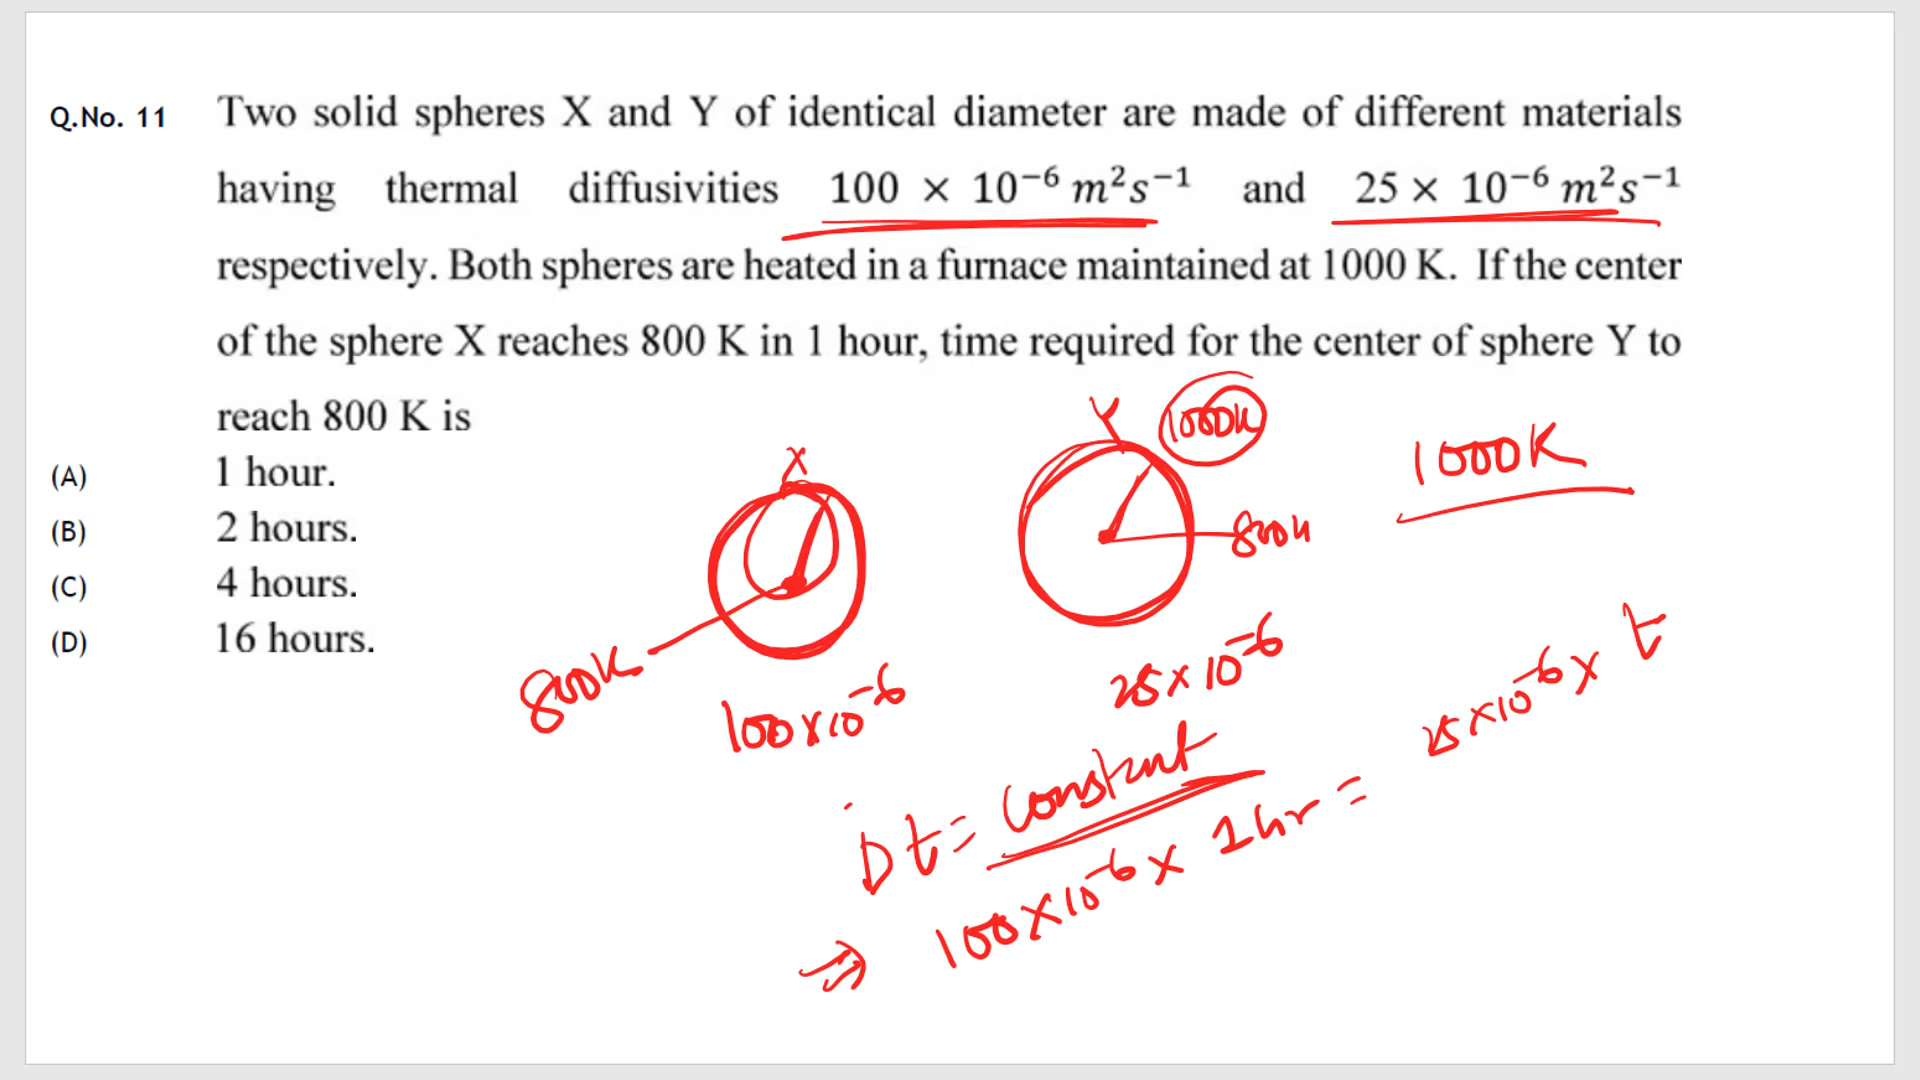 Q.No. 11 Two solid spheres X and Y of identical diameter are made of different materials
having thermal diffusivities 100 × 10⁻⁶ m²s⁻¹ and 25 × 10⁻⁶ m²s⁻¹
respectively. Both spheres are heated in a furnace maintained at 1000 K. If the center
of the sphere X reaches 800 K in 1 hour, time required for the center of sphere Y to
reach 800 K is
(A) 1 hour.
(B) 2 hours.
(C) 4 hours.
(D) 16 hours.
X
Y
1000K
1000K
800K
800K
100×10⁻⁶
25×10⁻⁶
Dt = Constant
⇒ 100×10⁻⁶ × 1hr = 25×10⁻⁶ × t